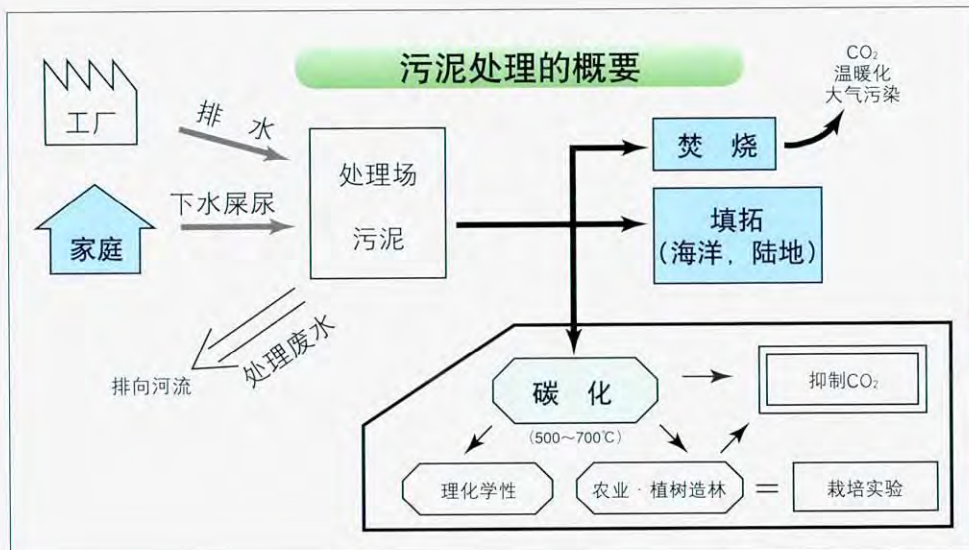 污泥处理的概要
CO₂
温暖化
大气污染
工厂
排 水
处理场
污泥
焚 烧
家庭
下水屎尿
填拓
(海洋，陆地)
处理废水
排向河流
碳 化
(500～700℃)
抑制CO₂
理化学性
农业·植树造林
=
栽培实验